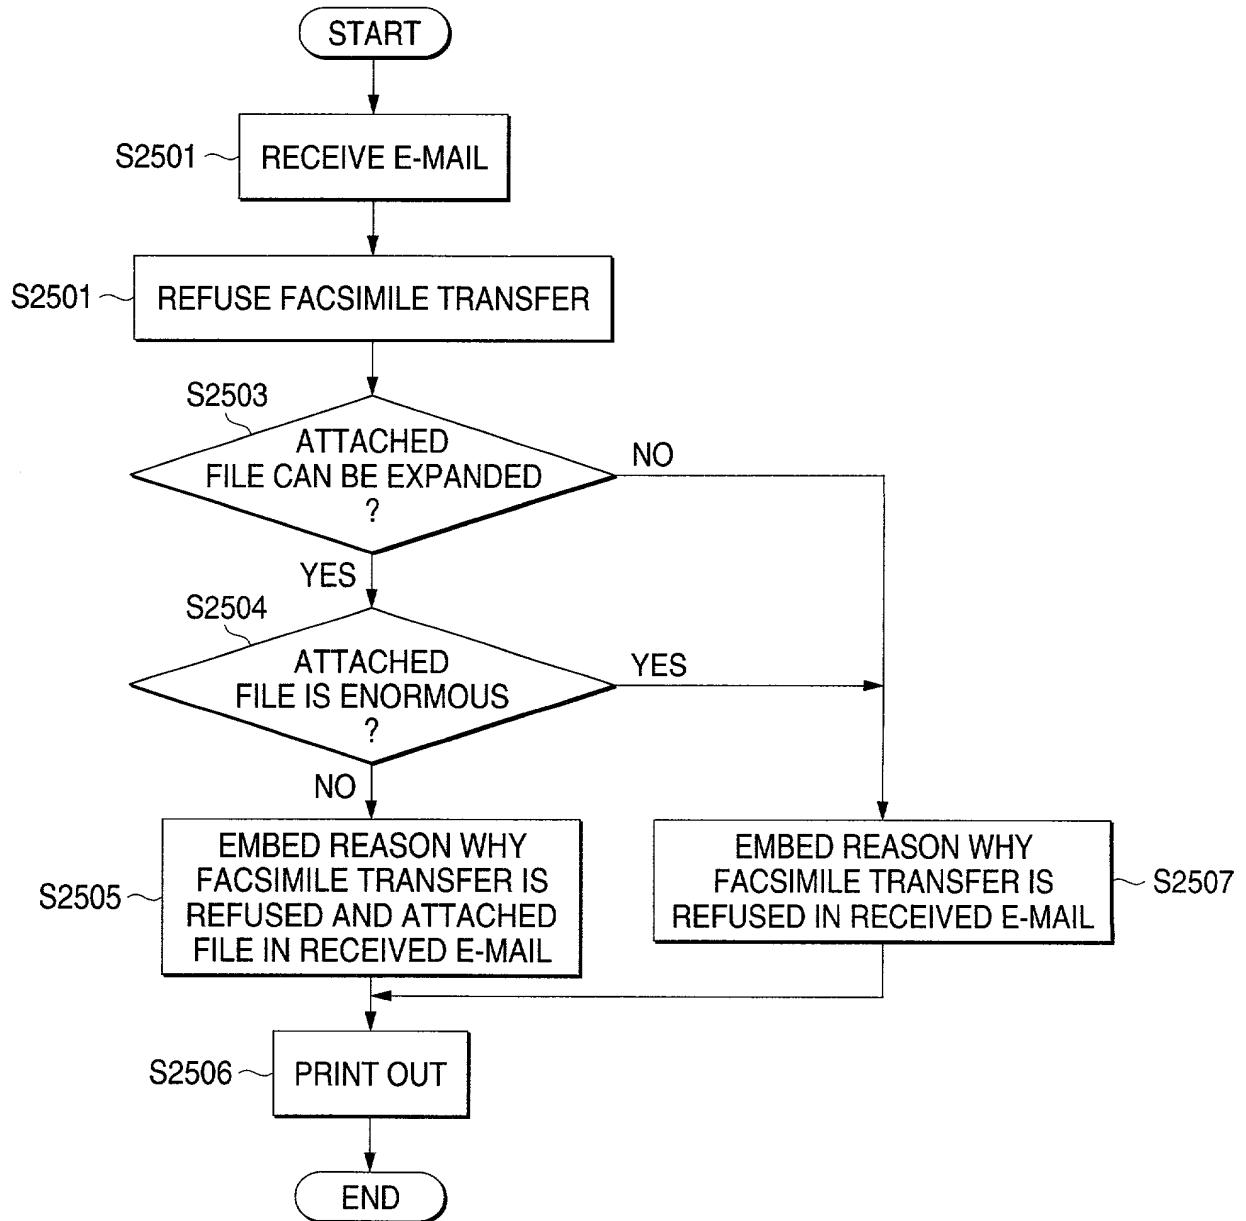 START
S2501
RECEIVE E-MAIL
S2501
REFUSE FACSIMILE TRANSFER
S2503
ATTACHED
FILE CAN BE EXPANDED
?
NO
YES
S2504
ATTACHED
FILE IS ENORMOUS
?
YES
NO
S2505
EMBED REASON WHY
FACSIMILE TRANSFER IS
REFUSED AND ATTACHED
FILE IN RECEIVED E-MAIL
EMBED REASON WHY
FACSIMILE TRANSFER IS
REFUSED IN RECEIVED E-MAIL
S2507
S2506
PRINT OUT
END